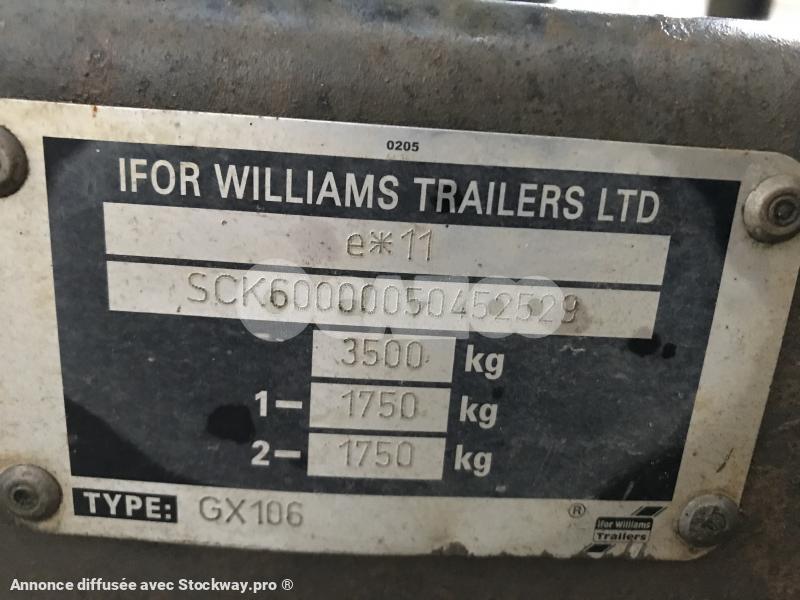 0205
IFOR WILLIAMS TRAILERS LTD
e*11
SCK60000050452529
3500 kg
1- 1750 kg
2- 1750 kg
TYPE: GX106
®
Ifor Williams
Trailers
Annonce diffusée avec Stockway.pro ®